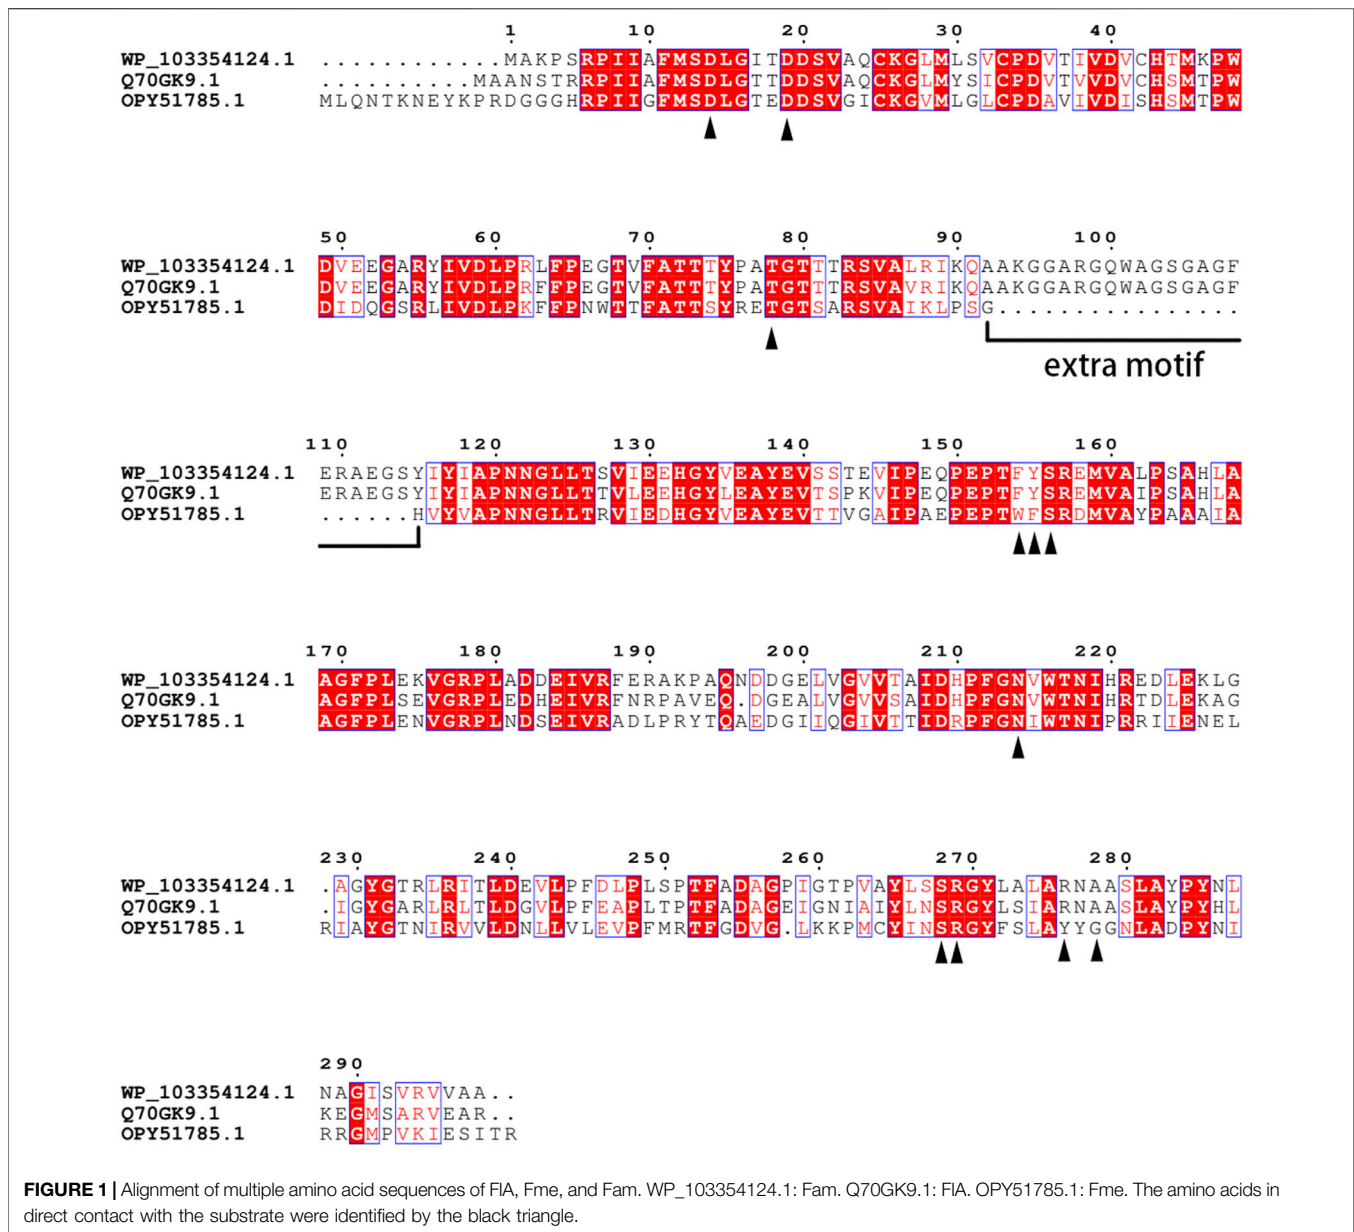 1 10 20 30 40
WP_103354124.1 ............MAKPSRPIIAFMSDLGITDDSVAQCKGLMLSVCPDVTIVDVCHTMKPW
Q70GK9.1 ..........MAANSTRRPIIAFMSDLGTTDDSVAQCKGLMYSICPDVTVVDVCHSMTPW
OPY51785.1 MLQNTKNEYKPRDGGGHRPIIGFMSDLGTEDDSVGICKGVMLGLCPDAVIVDISHSMTPW
50 60 70 80 90 100
WP_103354124.1 DVEEGARYIVDLPRLFPEGTVFATTTYPATGTTTRSVALRIKQAAKGGARGQWAGSGAGF
Q70GK9.1 DVEEGARYIVDLPRFFPEGTVFATTTYPATGTTTRSVAVRIKQAAKGGARGQWAGSGAGF
OPY51785.1 DIDQGSRLIVDLPKFFPNWTTFATTSYRETGTSARSVAIKLPSG................
extra motif
110 120 130 140 150 160
WP_103354124.1 ERAEGSYIYIAPNNGLLTSVIEEHGYVEAYEVSSTEVIPEQPEPTFYSREMVALPSAHLA
Q70GK9.1 ERAEGSYIYIAPNNGLLTTVLEEHGYLEAYEVTSPKVIPEQPEPTFYSREMVAIPSAHLA
OPY51785.1 ......HVYVAPNNGLLTRVIEDHGYVEAYEVTTVGAIPAEPEPTWFSRDMVAYPAAAIA
170 180 190 200 210 220
WP_103354124.1 AGFPLEKVGRPLADDEIVRFERAKPAQNDDGELVGVVTAIDHPFGNVWTNIHREDLEKLG
Q70GK9.1 AGFPLSEVGRPLEDHEIVRFNRPAVEQ.DGEALVGVVSAIDHPFGNVWTNIHRTDLEKAG
OPY51785.1 AGFPLENVGRPLNDSEIVRADLPRYTQAEDGIIQGIVTTIDRPFGNIWTNIPRRIIENEL
230 240 250 260 270 280
WP_103354124.1 .AGYGTRLRITLDEVLPFDLPLSPTFADAGPIGTPVAYLSSRGYLALARNAASLAYPYNL
Q70GK9.1 .IGYGARLRLTLDGVLPFEAPLTPTFADAGEIGNIAIYLNSRGYLSIARNAASLAYPYHL
OPY51785.1 RIAYGTNIRVVLDNLLVLEVPFMRTFGDVG.LKKPMCYINSRGYFSLAYYGGNLADPYNI
290
WP_103354124.1 NAGISVRVVAA..
Q70GK9.1 KEGMSARVEAR..
OPY51785.1 RRGMPVKIESITR
FIGURE 1 | Alignment of multiple amino acid sequences of FlA, Fme, and Fam. WP_103354124.1: Fam. Q70GK9.1: FlA. OPY51785.1: Fme. The amino acids in
direct contact with the substrate were identified by the black triangle.